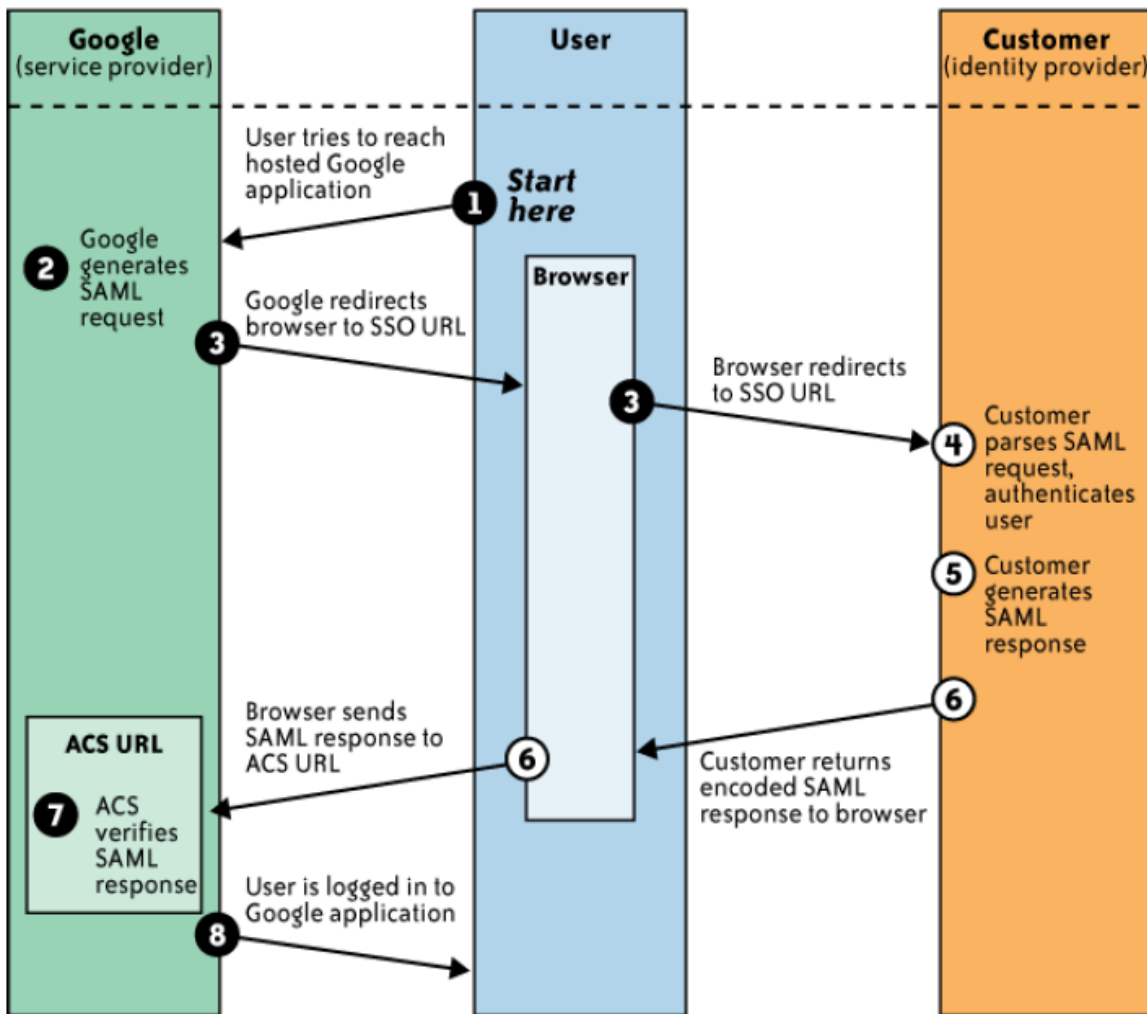 Google
(service provider)
User
Customer
(identity provider)
User tries to reach
hosted Google
application
1
Start
here
2
Google
generates
SAML
request
Browser
3
Google redirects
browser to SSO URL
3
Browser redirects
to SSO URL
4
Customer
parses SAML
request,
authenticates
user
5
Customer
generates
SAML
response
6
Customer returns
encoded SAML
response to browser
6
Browser sends
SAML response to
ACS URL
ACS URL
7
ACS
verifies
SAML
response
8
User is logged in to
Google application